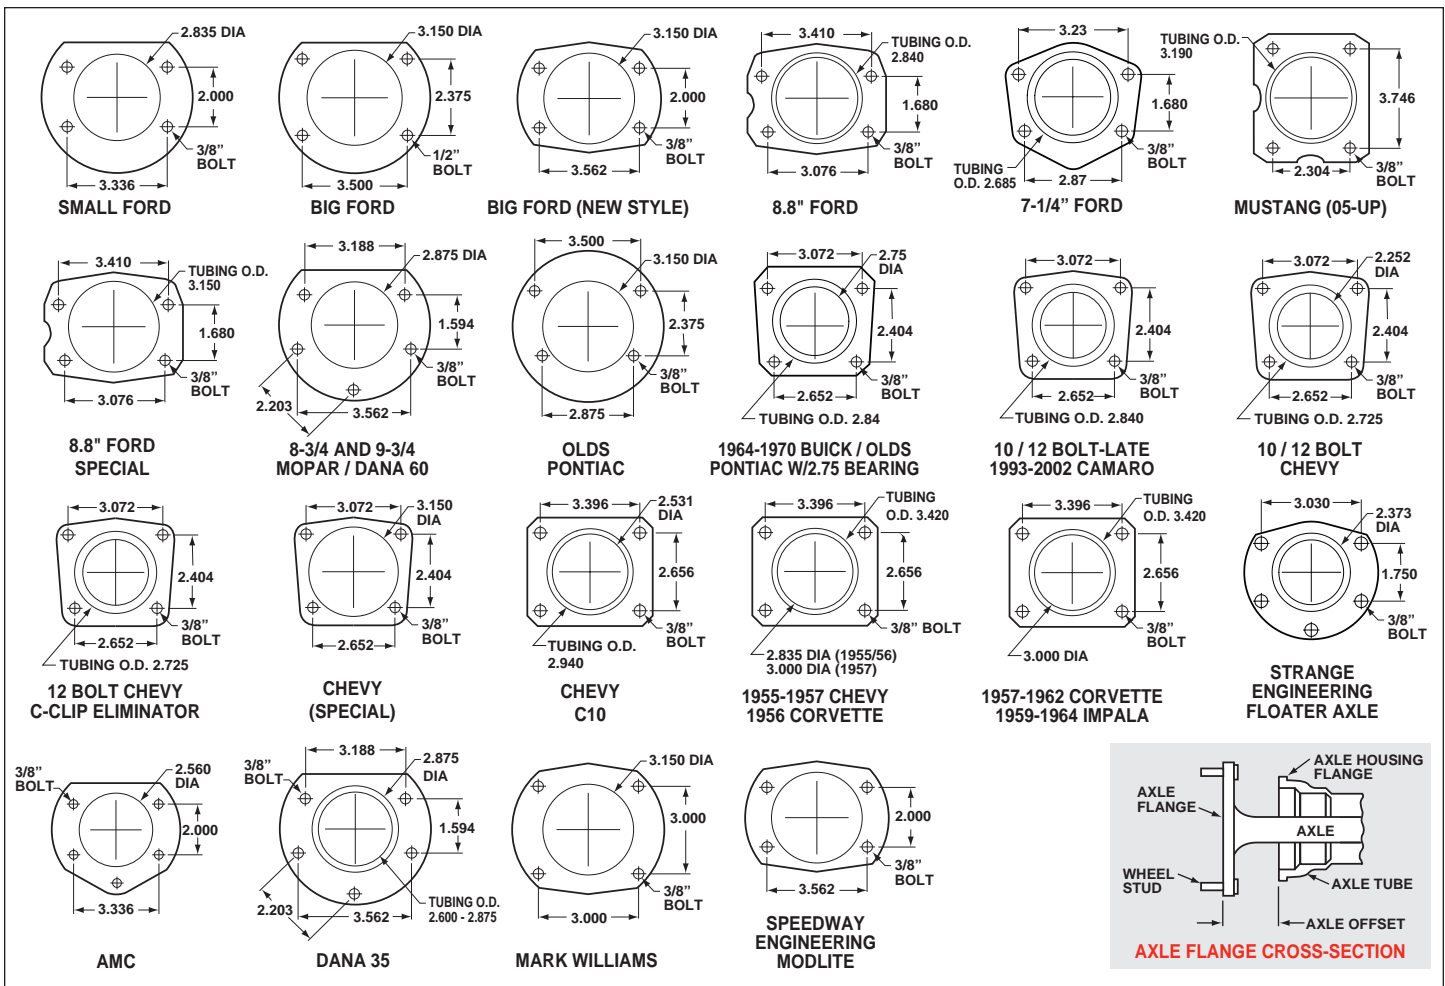 2.835 DIA
2.000
3/8”
BOLT
3.336
SMALL FORD
3.150 DIA
2.375
1/2"
BOLT
3.500
BIG FORD
3.150 DIA
2.000
3/8”
BOLT
3.562
BIG FORD (NEW STYLE)
3.410
TUBING O.D.
2.840
1.680
3/8”
BOLT
3.076
8.8" FORD
3.23
1.680
3/8”
BOLT
TUBING
O.D. 2.685
2.87
7-1/4” FORD
TUBING O.D.
3.190
3.746
3/8”
BOLT
2.304
MUSTANG (05-UP)
3.410
TUBING O.D.
3.150
1.680
3/8”
BOLT
3.076
8.8" FORD
SPECIAL
3.188
2.875 DIA
1.594
3/8”
BOLT
2.203
3.562
8-3/4 AND 9-3/4
MOPAR / DANA 60
3.500
3.150 DIA
2.375
3/8”
BOLT
2.875
OLDS
PONTIAC
3.072
2.75
DIA
2.404
3/8”
BOLT
2.652
TUBING O.D. 2.84
1964-1970 BUICK / OLDS
PONTIAC W/2.75 BEARING
3.072
2.404
3/8”
BOLT
2.652
TUBING O.D. 2.840
10 / 12 BOLT-LATE
1993-2002 CAMARO
3.072
2.252
DIA
2.404
3/8”
BOLT
2.652
TUBING O.D. 2.725
10 / 12 BOLT
CHEVY
3.072
2.404
3/8”
BOLT
2.652
TUBING O.D. 2.725
12 BOLT CHEVY
C-CLIP ELIMINATOR
3.072
3.150
DIA
2.404
3/8”
BOLT
2.652
CHEVY
(SPECIAL)
3.396
2.531
DIA
2.656
3/8”
BOLT
TUBING O.D.
2.940
CHEVY
C10
3.396
TUBING
O.D. 3.420
2.656
3/8” BOLT
2.835 DIA (1955/56)
3.000 DIA (1957)
1955-1957 CHEVY
1956 CORVETTE
3.396
TUBING
O.D. 3.420
2.656
3/8”
BOLT
3.000 DIA
1957-1962 CORVETTE
1959-1964 IMPALA
3.030
2.373
DIA
1.750
3/8”
BOLT
STRANGE
ENGINEERING
FLOATER AXLE
3/8”
BOLT
2.560
DIA
2.000
3.336
AMC
3/8”
BOLT
3.188
2.875
DIA
1.594
2.203
3.562
TUBING O.D.
2.600 - 2.875
DANA 35
3.150 DIA
3.000
3/8”
BOLT
3.000
MARK WILLIAMS
2.000
3/8”
BOLT
3.562
SPEEDWAY
ENGINEERING
MODLITE
AXLE HOUSING
FLANGE
AXLE
FLANGE
AXLE
WHEEL
STUD
AXLE TUBE
AXLE OFFSET
AXLE FLANGE CROSS-SECTION